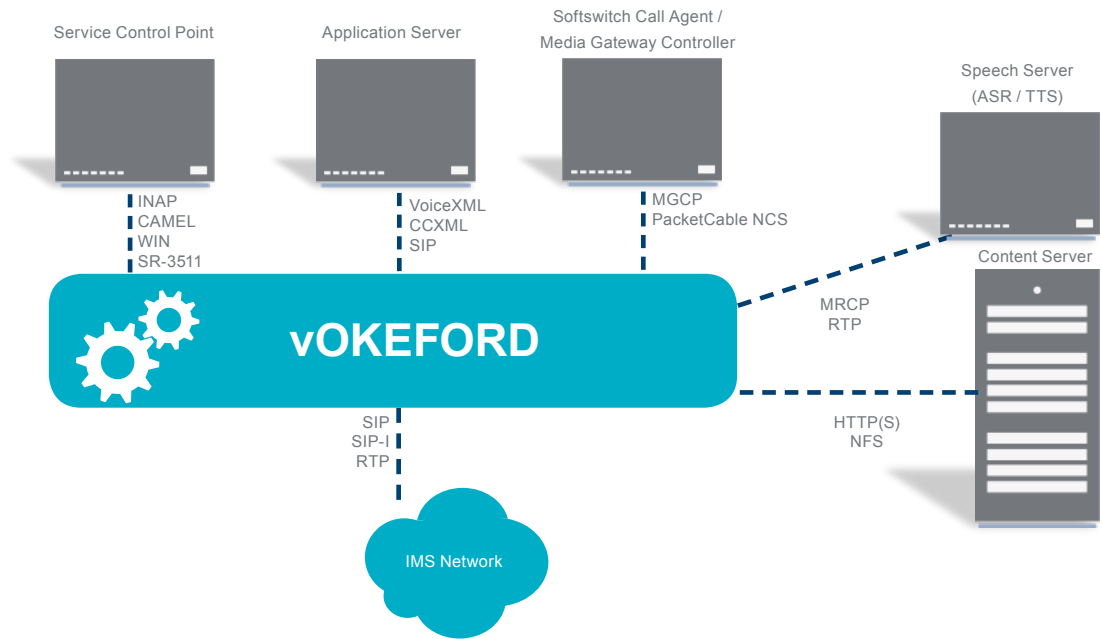 Service Control Point
Application Server
Softswitch Call Agent /
Media Gateway Controller
Speech Server
(ASR / TTS)
INAP
CAMEL
WIN
SR-3511
VoiceXML
CCXML
SIP
MGCP
PacketCable NCS
Content Server
MRCP
RTP
vOKEFORD
HTTP(S)
NFS
SIP
SIP-I
RTP
IMS Network